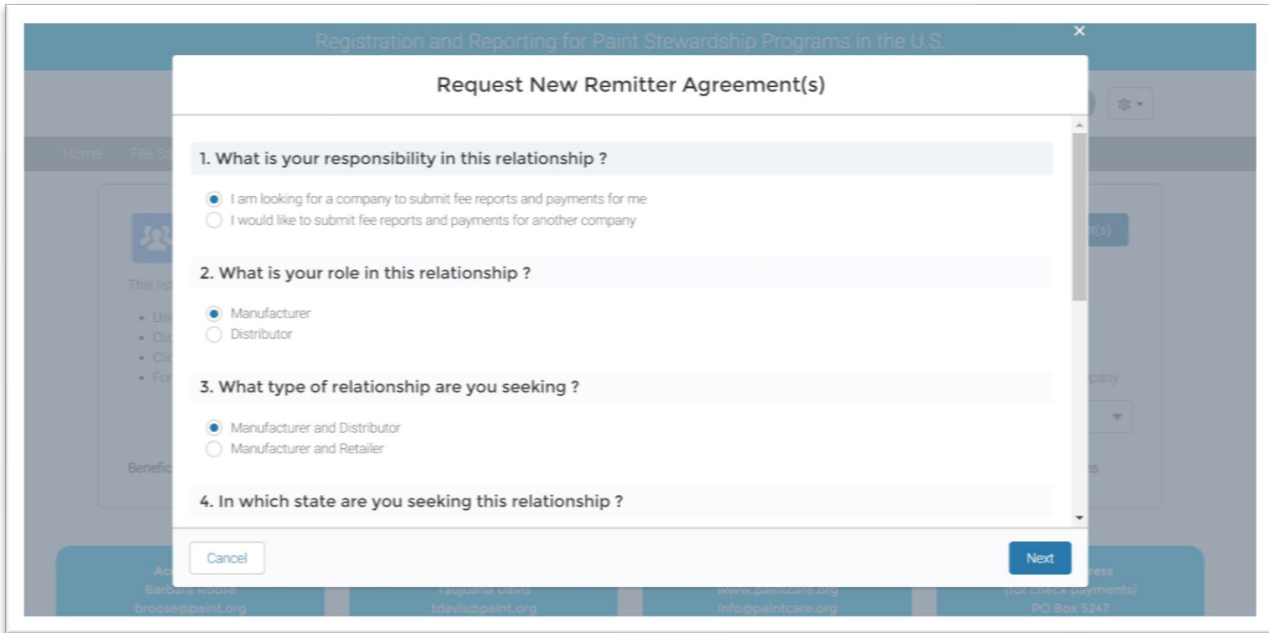 Registration and Reporting for Paint Stewardship Programs in the U.S.
Request New Remitter Agreement(s)
Home File
1. What is your responsibility in this relationship ?
I am looking for a company to submit fee reports and payments for me
I would like to submit fee reports and payments for another company
2. What is your role in this relationship ?
This
Manufacturer
Distributor
For
3. What type of relationship are you seeking ?
Manufacturer and Distributor
Manufacturer and Retailer
4. In which state are you seeking this relationship ?
Cancel
Next
Barbara Roose
broose@paint.org
tdavis@paint.org
www.paintcare.org
info@paintcare.org
(for check payments)
PO Box 5247